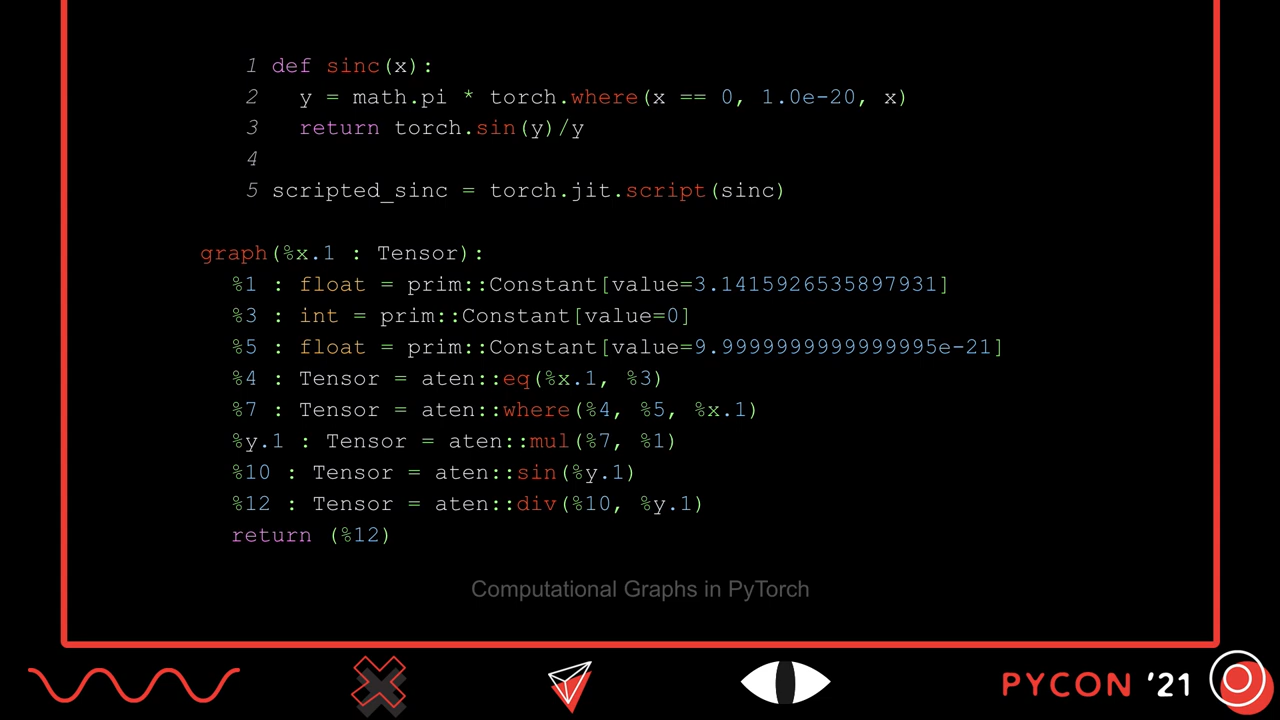 1 def sinc(x):
2 y = math.pi * torch.where(x == 0, 1.0e-20, x)
3 return torch.sin(y)/y
4
5 scripted_sinc = torch.jit.script(sinc)
graph(%x.1 : Tensor):
%1 : float = prim::Constant[value=3.1415926535897931]
%3 : int = prim::Constant[value=0]
%5 : float = prim::Constant[value=9.9999999999999995e-21]
%4 : Tensor = aten::eq(%x.1, %3)
%7 : Tensor = aten::where(%4, %5, %x.1)
%y.1 : Tensor = aten::mul(%7, %1)
%10 : Tensor = aten::sin(%y.1)
%12 : Tensor = aten::div(%10, %y.1)
return (%12)
Computational Graphs in PyTorch
PYCON '21